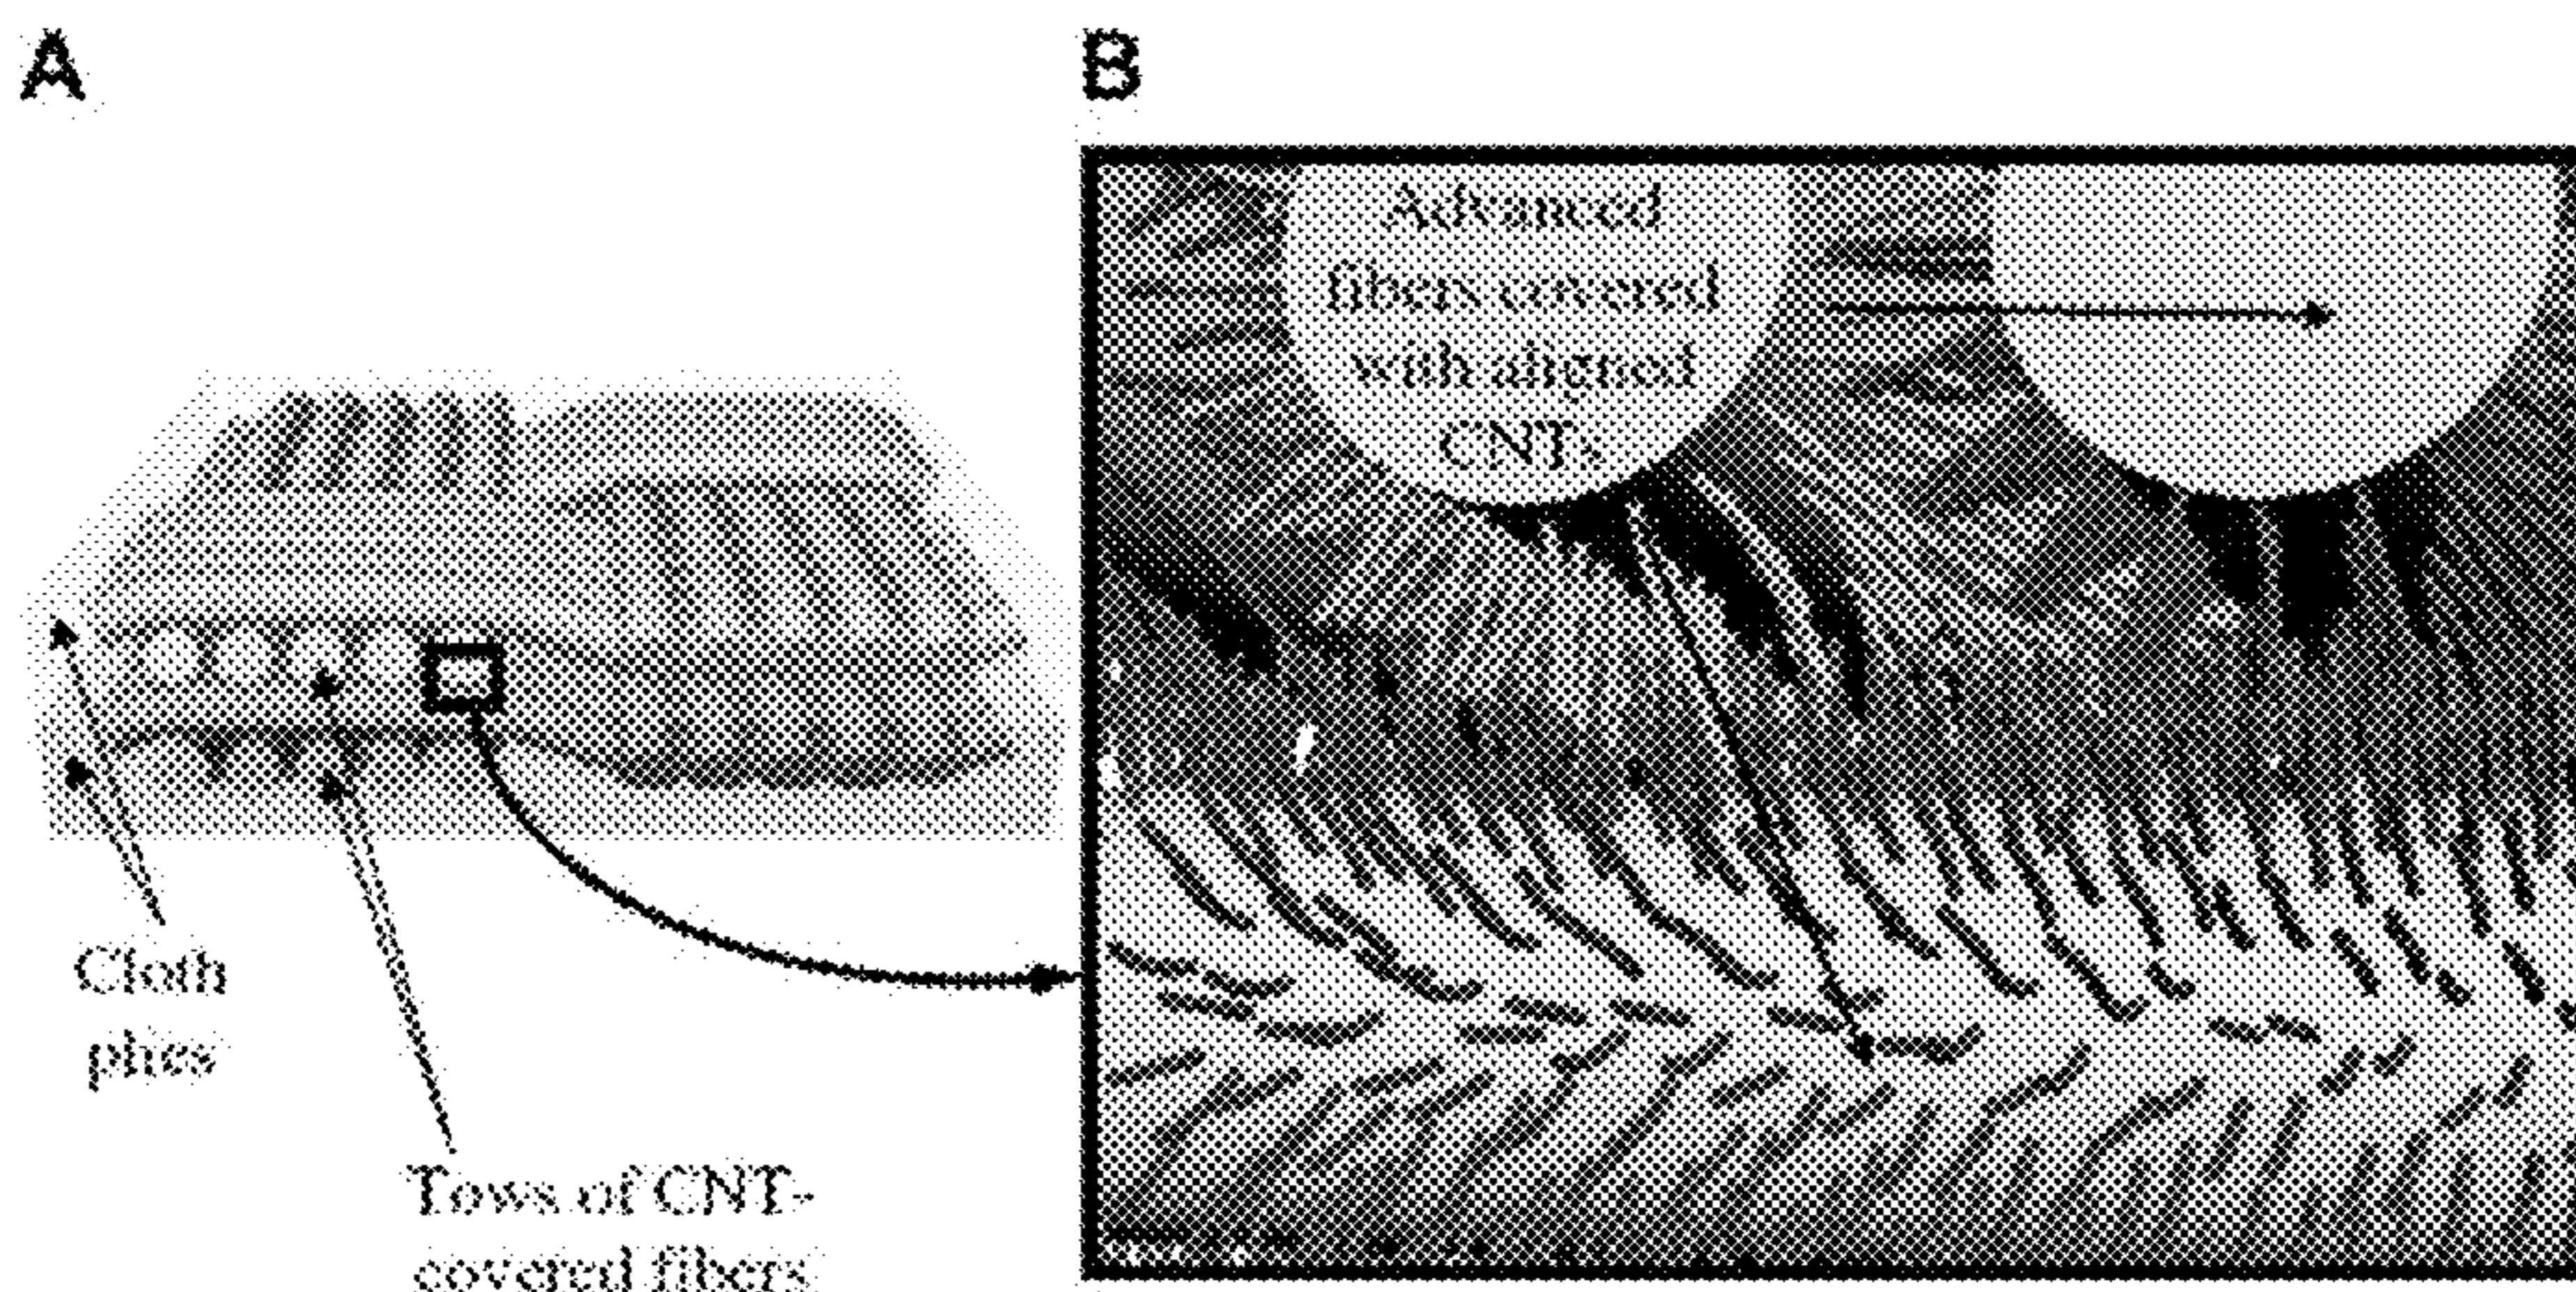 A
B
Advanced
fibers covered
with aligned
CNTs
Cloth
plies
Tows of CNT-
covered fibers